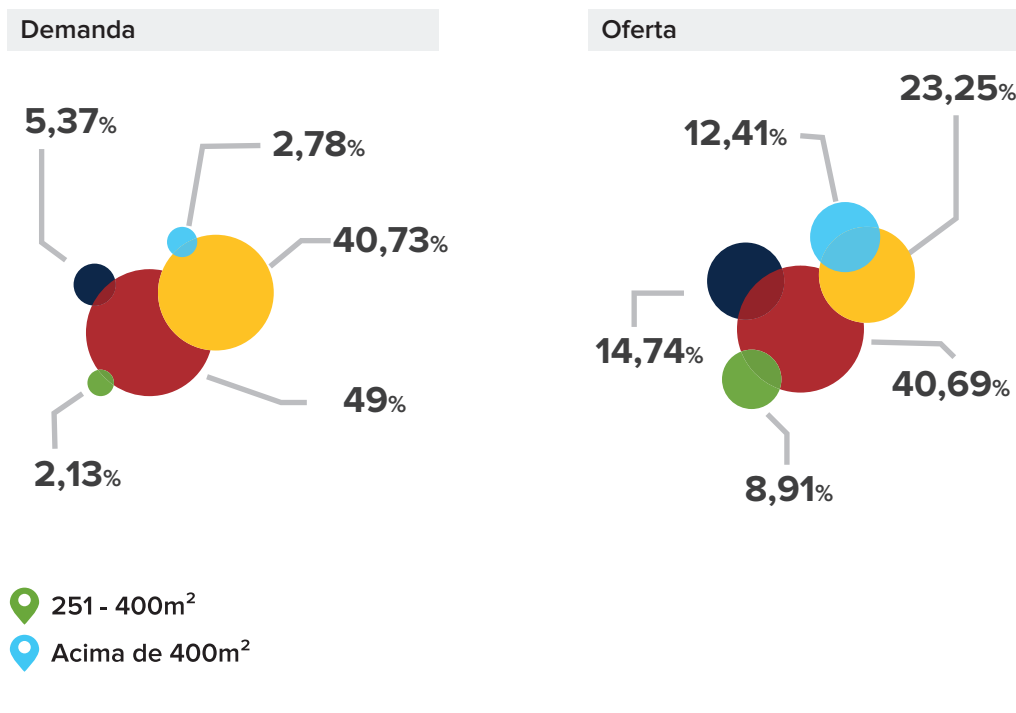 Demanda
5,37%
2,78%
40,73%
49%
2,13%
Oferta
23,25%
12,41%
14,74%
40,69%
8,91%
251 - 400m²
Acima de 400m²